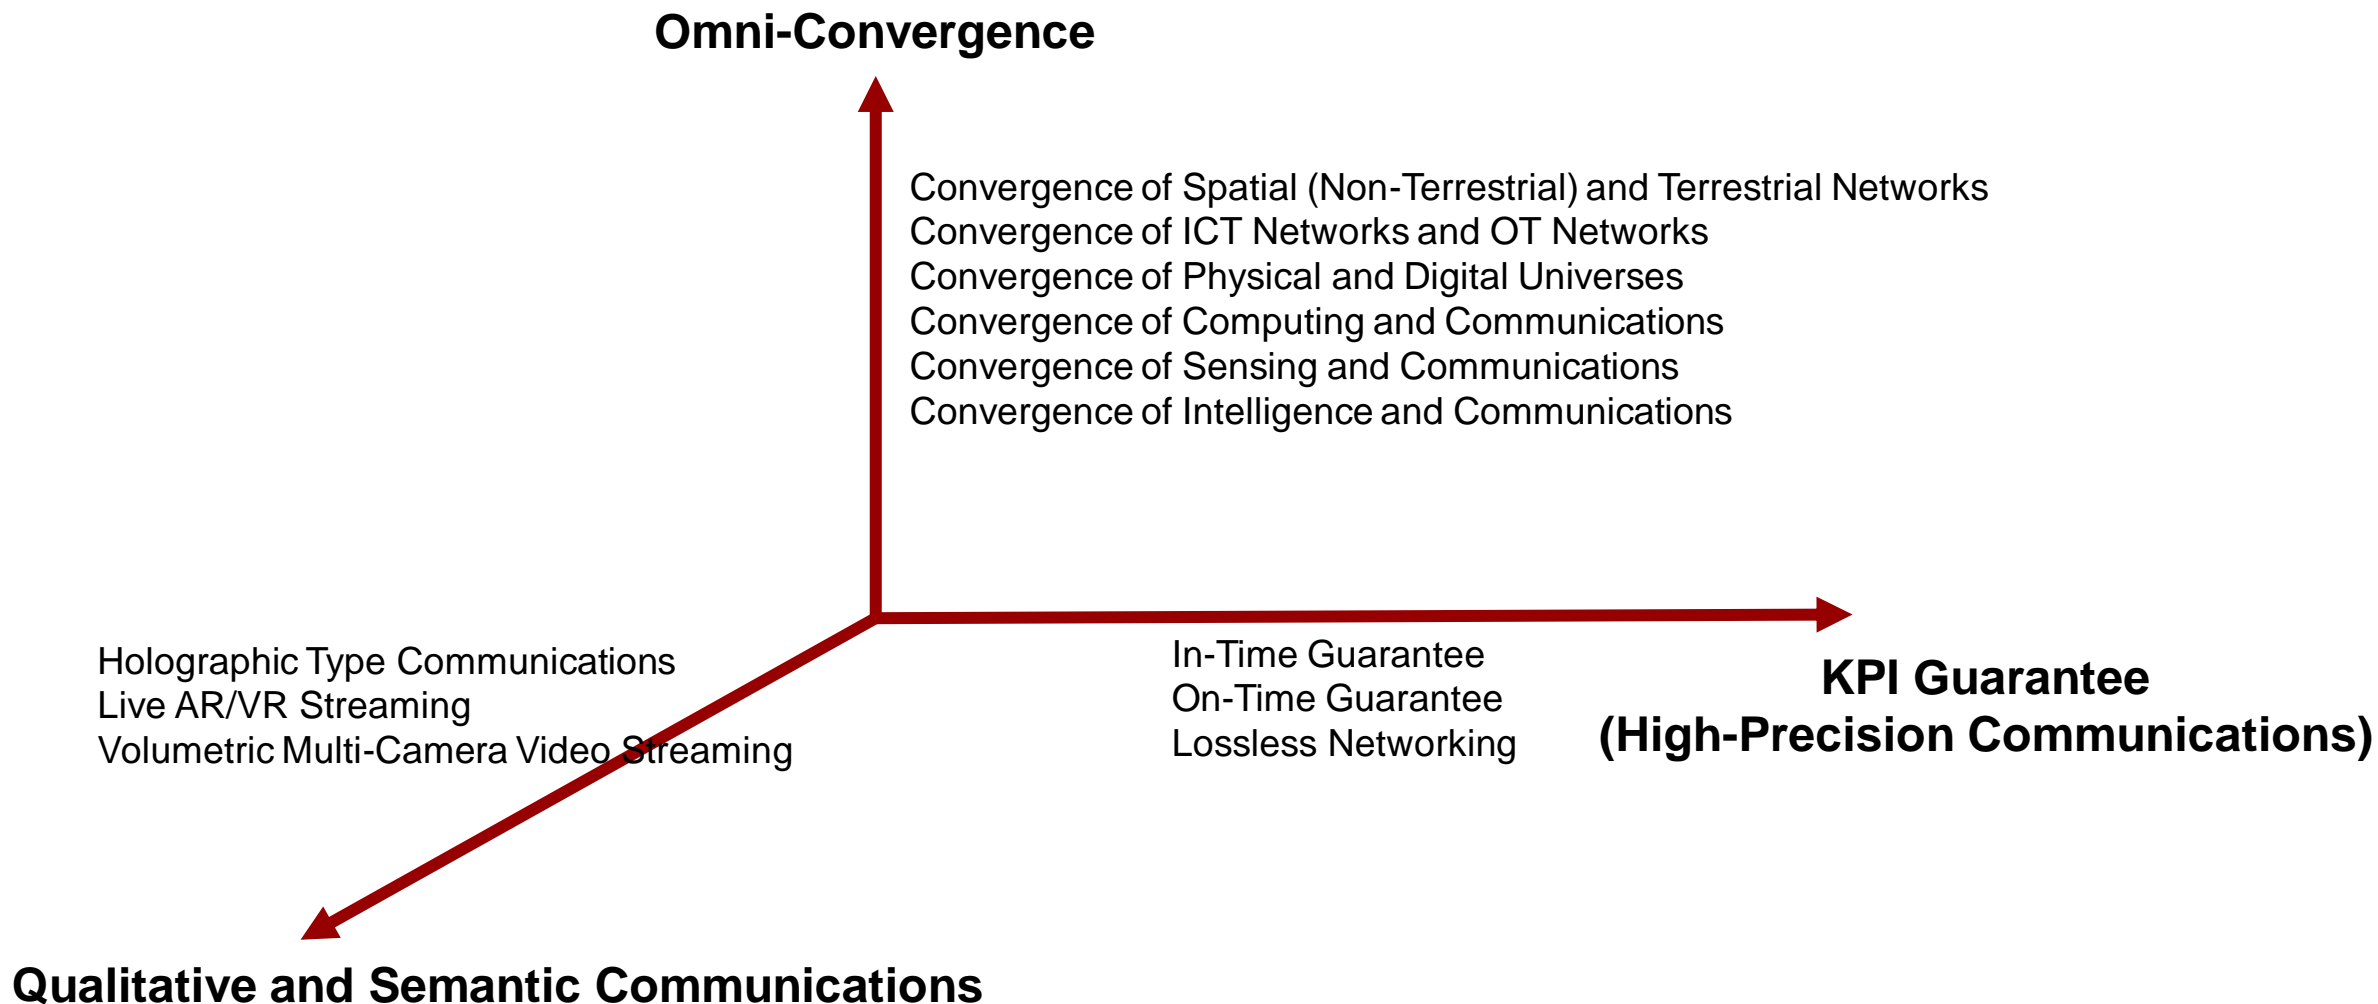 Omni-Convergence
Convergence of Spatial (Non-Terrestrial) and Terrestrial Networks
Convergence of ICT Networks and OT Networks
Convergence of Physical and Digital Universes
Convergence of Computing and Communications
Convergence of Sensing and Communications
Convergence of Intelligence and Communications
Holographic Type Communications
Live AR/VR Streaming
Volumetric Multi-Camera Video Streaming
In-Time Guarantee
On-Time Guarantee
Lossless Networking
KPI Guarantee
(High-Precision Communications)
Qualitative and Semantic Communications